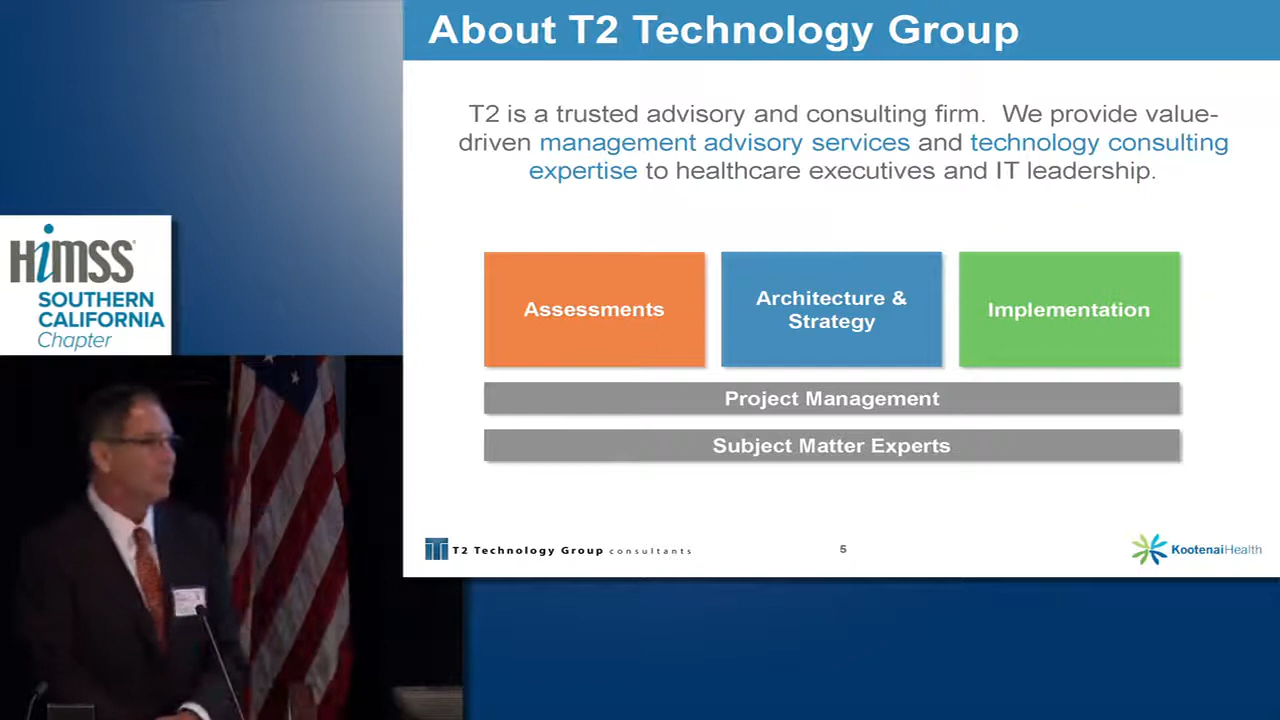 About T2 Technology Group
T2 is a trusted advisory and consulting firm. We provide value-
driven management advisory services and technology consulting
expertise to healthcare executives and IT leadership.
HiMSS®
SOUTHERN
CALIFORNIA
Chapter
Assessments
Architecture &
Strategy
Implementation
Project Management
Subject Matter Experts
T2 Technology Group consultants
5
KootenaiHealth